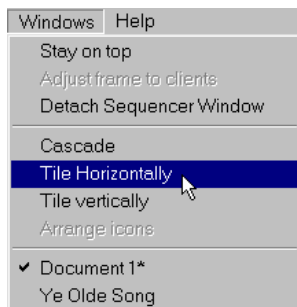 Windows Help
Stay on top
Adjust frame to clients
Detach Sequencer Window
Cascade
Tile Horizontally
Tile vertically
Arrange icons
✔ Document 1*
Ye Olde Song